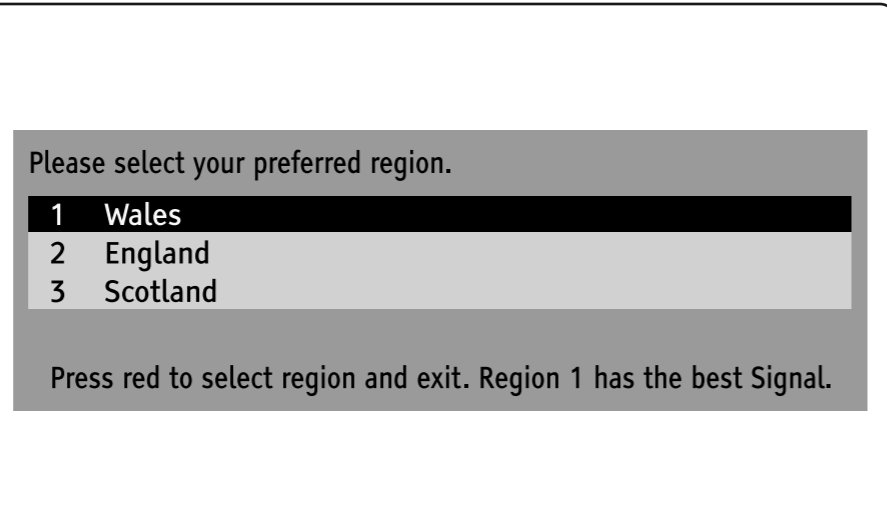 Please select your preferred region.
1 Wales
2 England
3 Scotland
Press red to select region and exit. Region 1 has the best Signal.